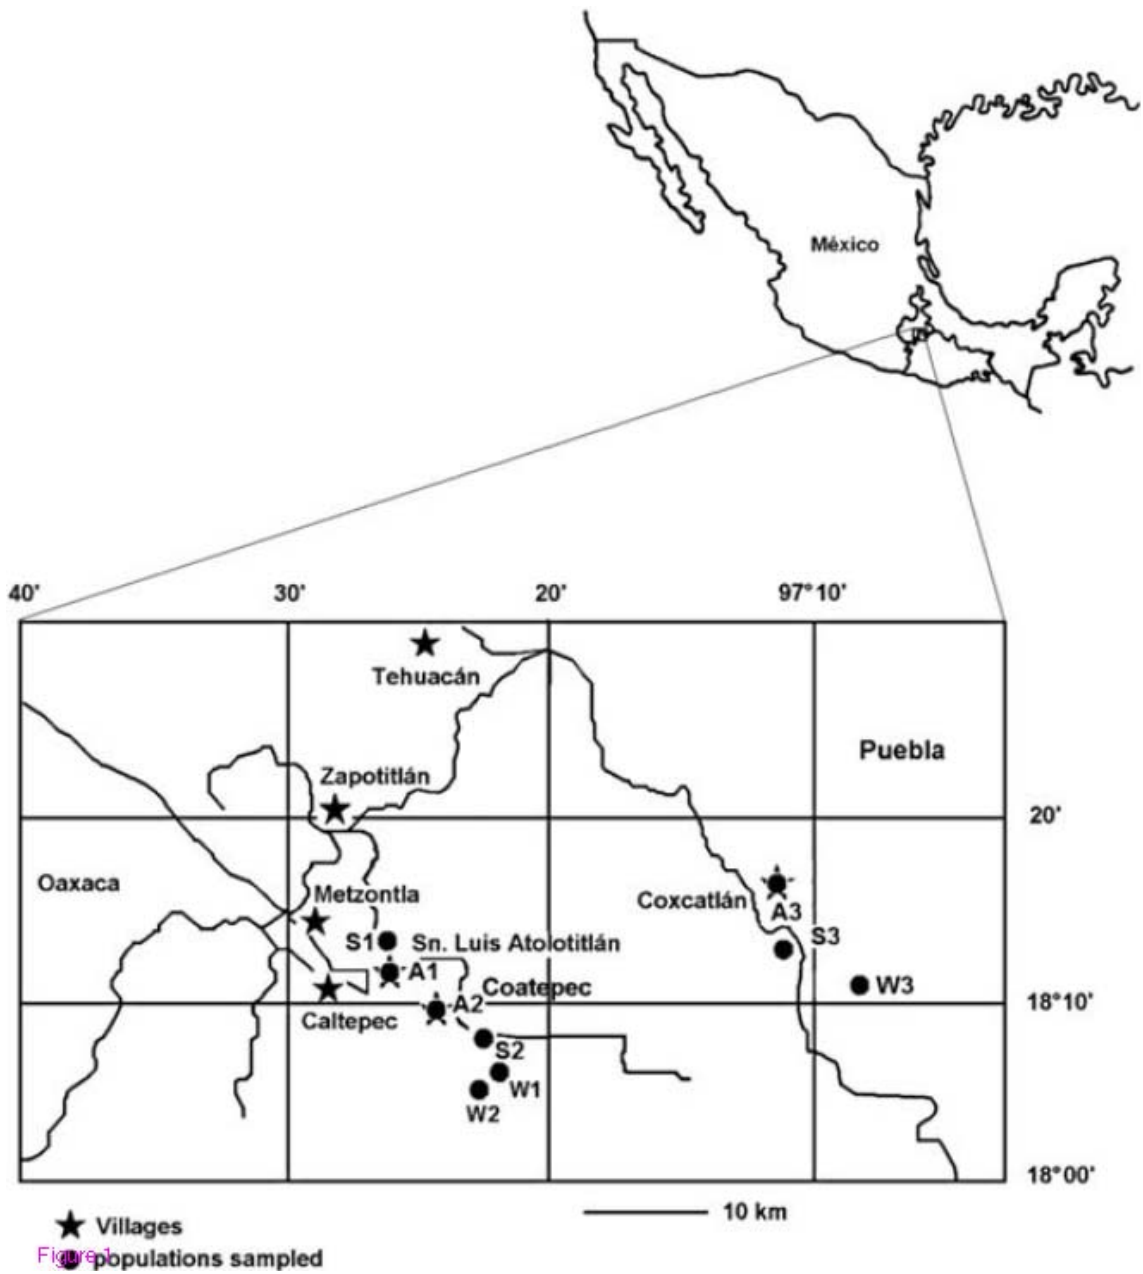 México
40'
30'
20'
97°10'
Tehuacán
Puebla
Zapotitlán
20'
Oaxaca
Metzontla
Coxcatlán
A3
S1
Sn. Luis Atolotitlán
S3
A1
Coatepec
W3
A2
18°10'
Caltepec
S2
W1
W2
18°00'
10 km
Villages
Figure 1
populations sampled